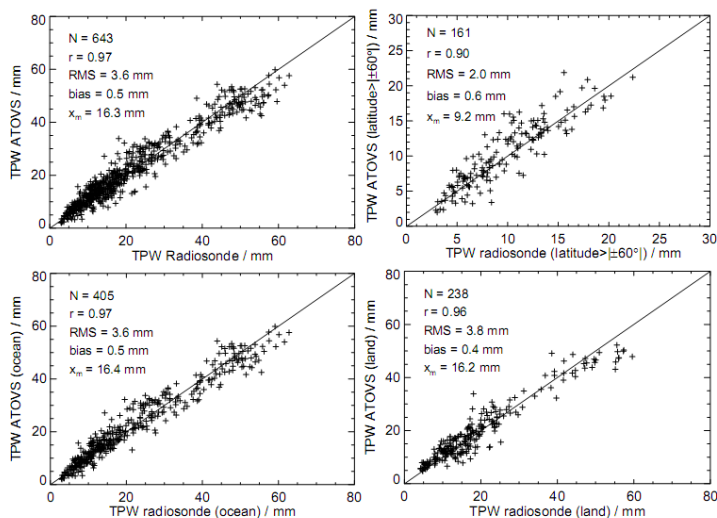 TPW ATOVS / mm
80
60
40
20
0
N = 643
r = 0.97
RMS = 3.6 mm
bias = 0.5 mm
xm = 16.3 mm
0 20 40 60 80
TPW Radiosonde / mm
TPW ATOVS (latitude>|±60°|) / mm
30
25
20
15
10
5
0
N = 161
r = 0.90
RMS = 2.0 mm
bias = 0.6 mm
xm = 9.2 mm
0 5 10 15 20 25 30
TPW radiosonde (latitude>|±60°|) / mm
TPW ATOVS (ocean) / mm
80
60
40
20
0
N = 405
r = 0.97
RMS = 3.6 mm
bias = 0.5 mm
xm = 16.4 mm
0 20 40 60 80
TPW radiosonde (ocean) / mm
TPW ATOVS (land) / mm
80
60
40
20
0
N = 238
r = 0.96
RMS = 3.8 mm
bias = 0.4 mm
xm = 16.2 mm
0 20 40 60 80
TPW radiosonde (land) / mm